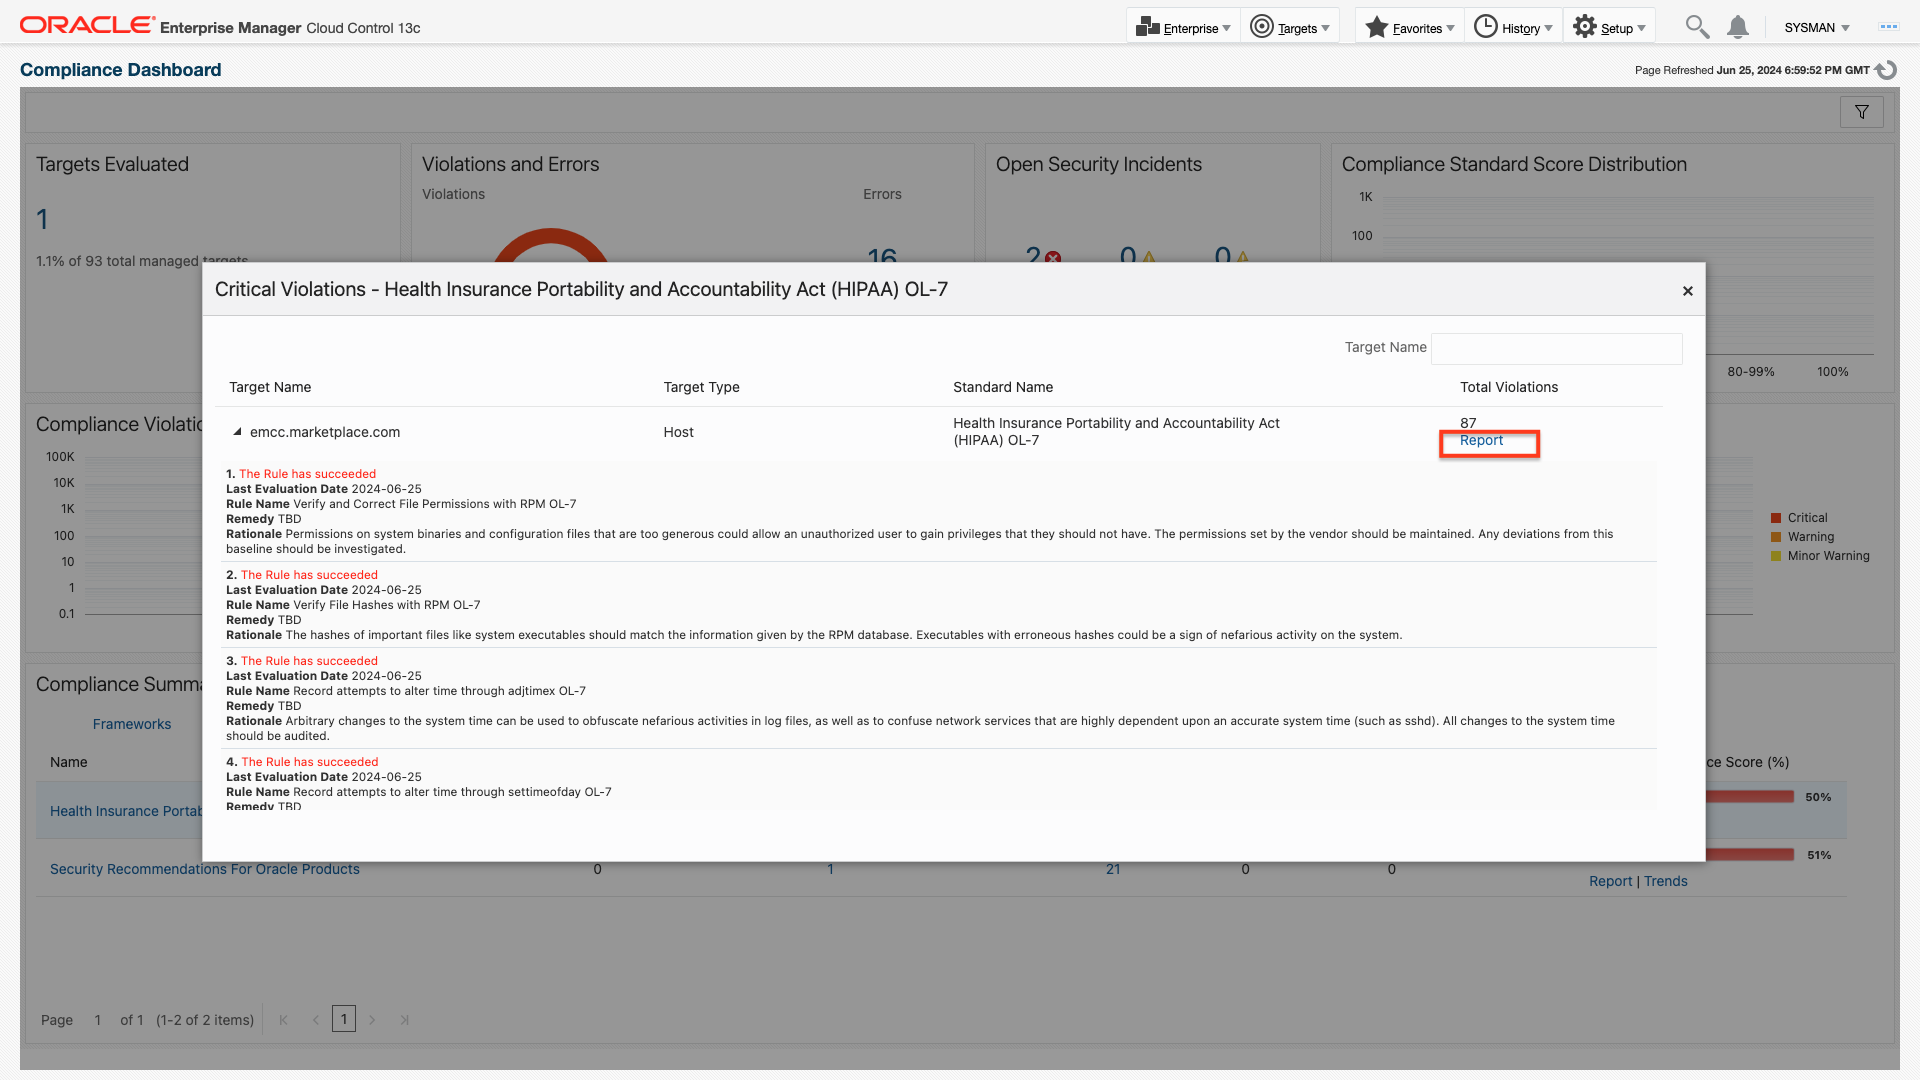 ORACLE Enterprise Manager Cloud Control 13c
Enterprise Targets Favorites History Setup SYSMAN
Compliance Dashboard
Page Refreshed Jun 25, 2024 6:59:52 PM GMT
Targets Evaluated
1
1.1% of 93 total managed targets
Violations and Errors
Violations Errors
16
Open Security Incidents
2 0 0
Compliance Standard Score Distribution
1K
100
80-99% 100%
Critical Violations - Health Insurance Portability and Accountability Act (HIPAA) OL-7
Target Name
Target Name Target Type Standard Name Total Violations
emcc.marketplace.com Host Health Insurance Portability and Accountability Act 87
(HIPAA) OL-7 Report
1. The Rule has succeeded
Last Evaluation Date 2024-06-25
Rule Name Verify and Correct File Permissions with RPM OL-7
Remedy TBD
Rationale Permissions on system binaries and configuration files that are too generous could allow an unauthorized user to gain privileges that they should not have. The permissions set by the vendor should be maintained. Any deviations from this
baseline should be investigated.
2. The Rule has succeeded
Last Evaluation Date 2024-06-25
Rule Name Verify File Hashes with RPM OL-7
Remedy TBD
Rationale The hashes of important files like system executables should match the information given by the RPM database. Executables with erroneous hashes could be a sign of nefarious activity on the system.
3. The Rule has succeeded
Last Evaluation Date 2024-06-25
Rule Name Record attempts to alter time through adjtimex OL-7
Remedy TBD
Rationale Arbitrary changes to the system time can be used to obfuscate nefarious activities in log files, as well as to confuse network services that are highly dependent upon an accurate system time (such as sshd). All changes to the system time
should be audited.
4. The Rule has succeeded
Last Evaluation Date 2024-06-25
Rule Name Record attempts to alter time through settimeofday OL-7
Remedy TBD
Compliance Violatio
100K
10K
1K
100
10
1
0.1
Critical
Warning
Minor Warning
Compliance Summa
Frameworks
Name ce Score (%)
Health Insurance Portab 50%
Security Recommendations For Oracle Products 0 1 21 0 0 51%
Report | Trends
Page 1 of 1 (1-2 of 2 items) 1